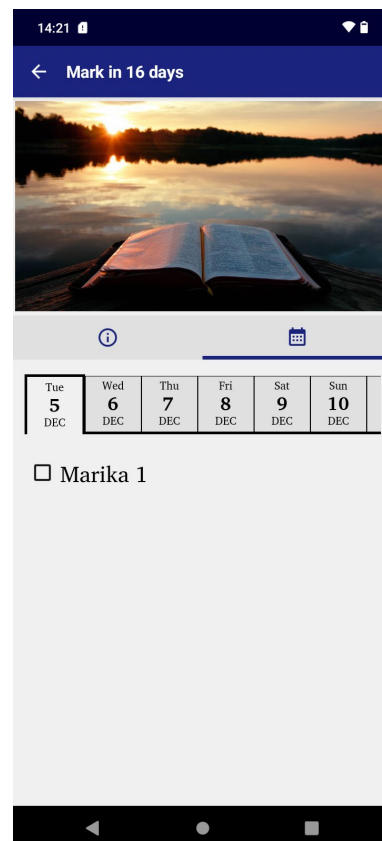 14:21
Mark in 16 days
Tue Wed Thu Fri Sat Sun
5 6 7 8 9 10
DEC DEC DEC DEC DEC DEC
Marika 1